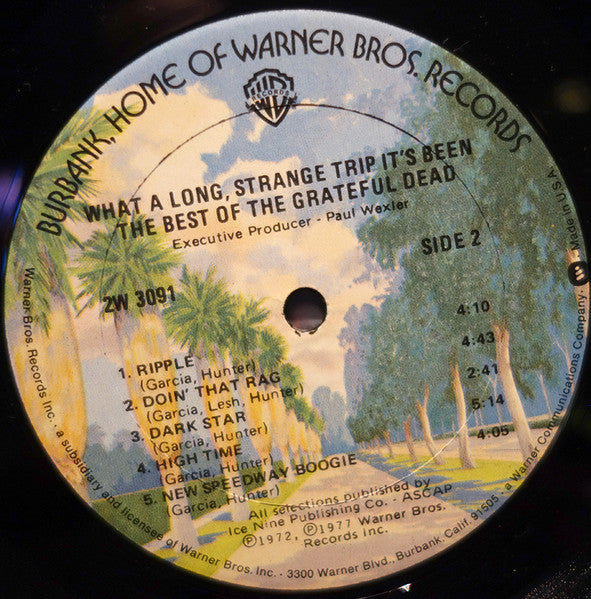 BURBANK, HOME OF WARNER BROS. RECORDS
WB
RECORDS
WHAT A LONG, STRANGE TRIP IT'S BEEN
THE BEST OF THE GRATEFUL DEAD
Executive Producer - Paul Wexler
SIDE 2
2W 3091
1. RIPPLE 4:10
(Garcia, Hunter)
2. DOIN' THAT RAG 4:43
(Garcia, Lesh, Hunter)
3. DARK STAR 2:41
(Garcia, Hunter)
4. HIGH TIME 5:14
(Garcia, Hunter)
5. NEW SPEEDWAY BOOGIE 4:05
(Garcia, Hunter)
All selections published by
Ice Nine Publishing Co. - ASCAP
℗1972, ℗1977 Warner Bros.
Records Inc.
Warner Bros. Records Inc. · a subsidiary and licensee of Warner Bros. Inc. · 3300 Warner Blvd., Burbank, Calif. 91505 · a Warner Communications Company · Made in U.S.A.